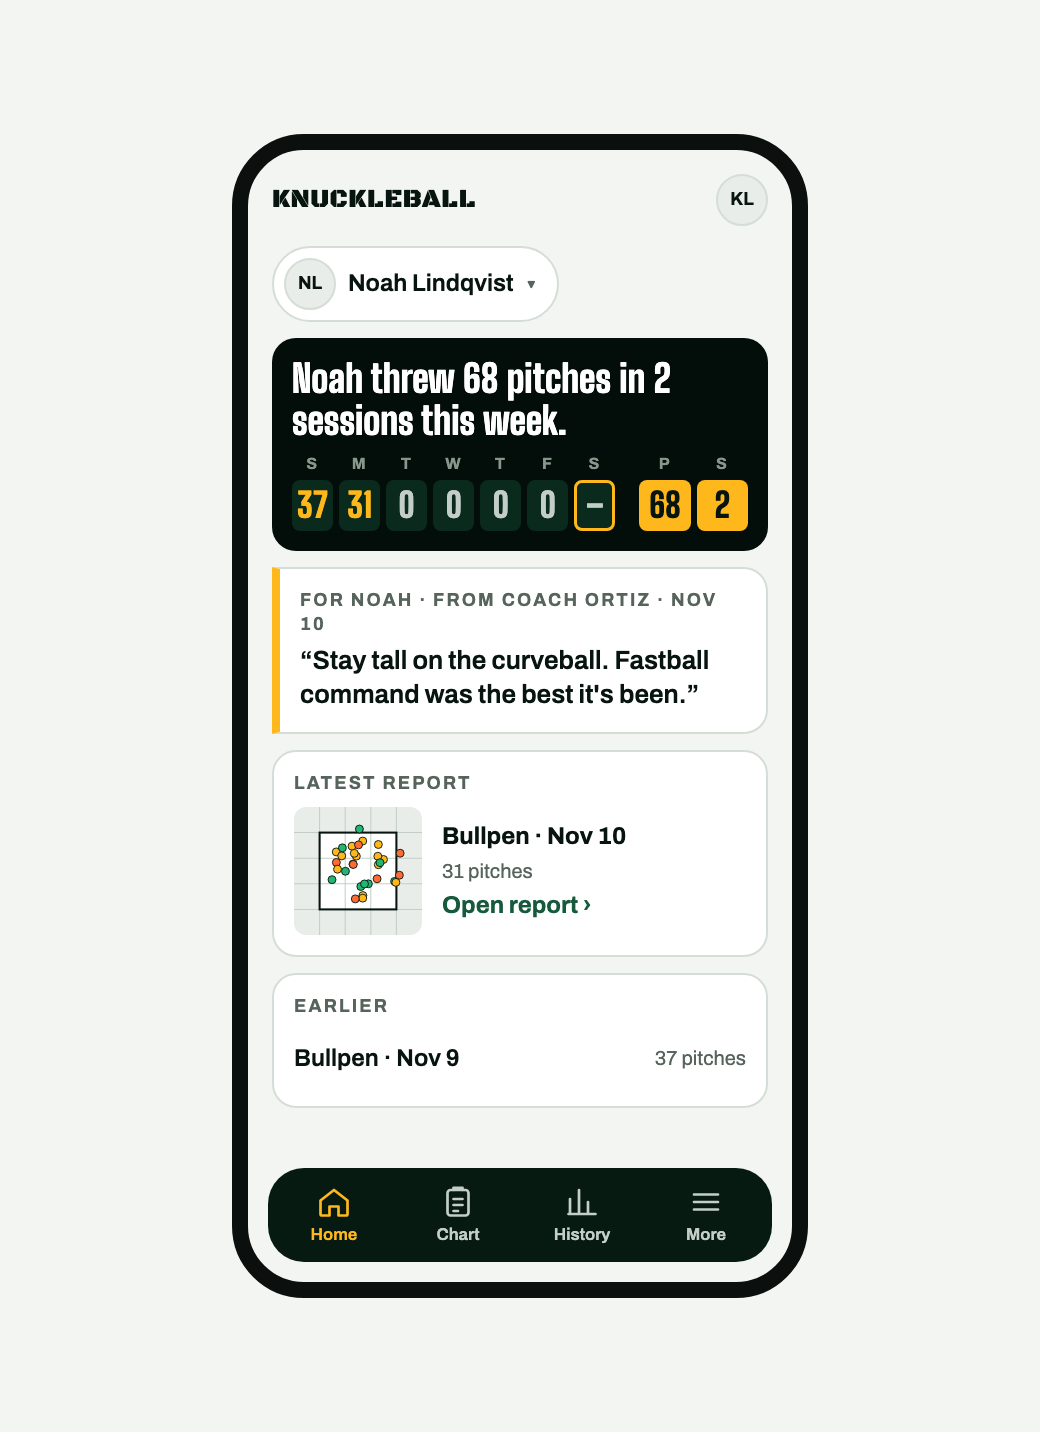 KNUCKLEBALL
KL
NL Noah Lindqvist ▾
Noah threw 68 pitches in 2
sessions this week.
S M T W T F S P S
37 31 0 0 0 0 – 68 2
FOR NOAH · FROM COACH ORTIZ · NOV
10
“Stay tall on the curveball. Fastball
command was the best it's been.”
LATEST REPORT
Bullpen · Nov 10
31 pitches
Open report ›
EARLIER
Bullpen · Nov 9 37 pitches
Home Chart History More